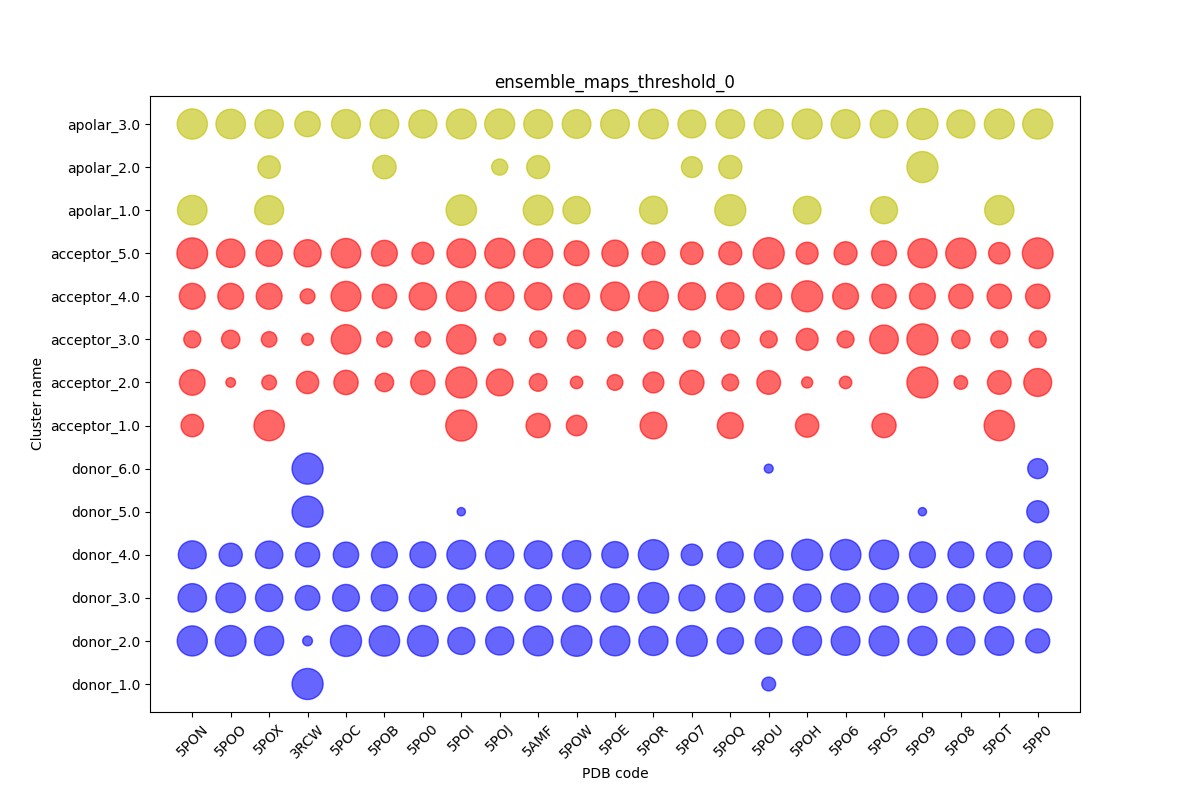 ensemble_maps_threshold_0
apolar_3.0
apolar_2.0
apolar_1.0
acceptor_5.0
acceptor_4.0
acceptor_3.0
acceptor_2.0
acceptor_1.0
donor_6.0
donor_5.0
donor_4.0
donor_3.0
donor_2.0
donor_1.0
Cluster name
5PON 5POO 5POX 3RCW 5POC 5POB 5PO0 5POI 5POJ 5AMF 5POW 5POE 5POR 5PO7 5POQ 5POU 5POH 5PO6 5POS 5PO9 5PO8 5POT 5PP0
PDB code